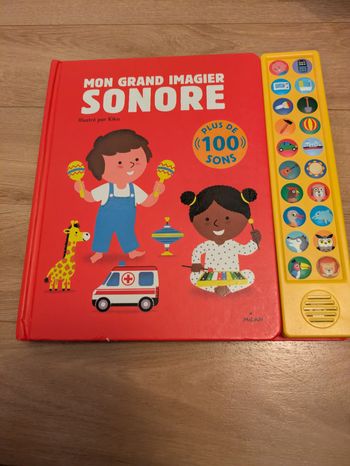 MON GRAND IMAGIER
SONORE
Illustré par Kiko
PLUS DE
100
SONS
MiLAN